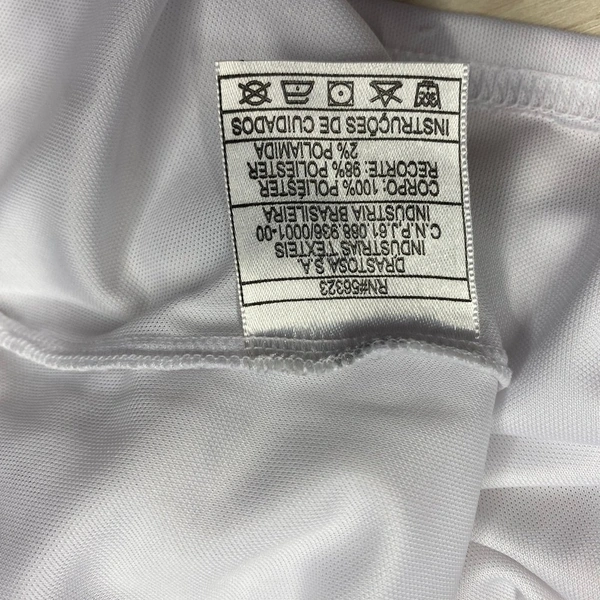 RN#56323
DRASTOSA S.A.
INDUSTRIAS TEXTEIS
C.N.P.J.61.088.936/0001-00
INDÚSTRIA BRASILEIRA
CORPO: 100% POLIÉSTER
RECORTE: 98% POLIÉSTER
2% POLIAMIDA
INSTRUÇÕES DE CUIDADOS